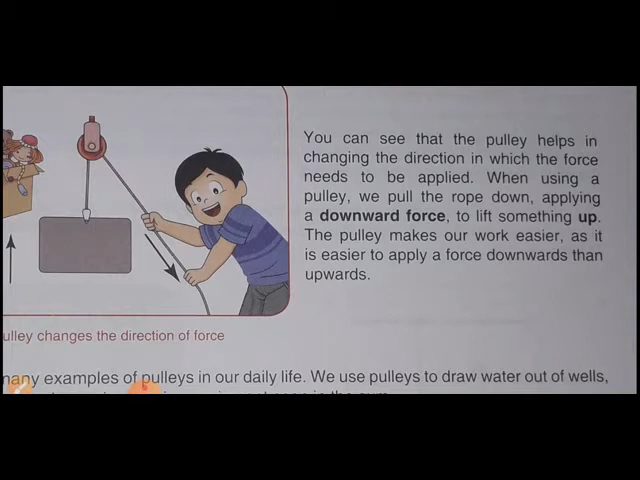 You can see that the pulley helps in
changing the direction in which the force
needs to be applied. When using a
pulley, we pull the rope down, applying
a downward force, to lift something up.
The pulley makes our work easier, as it
is easier to apply a force downwards than
upwards.
ulley changes the direction of force
many examples of pulleys in our daily life. We use pulleys to draw water out of wells,